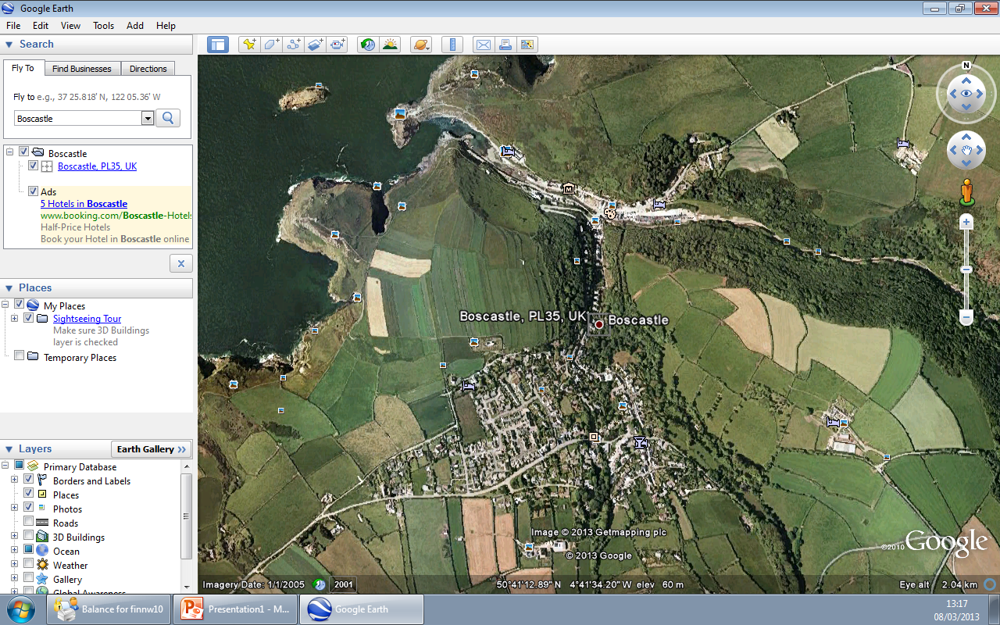 Google Earth
File Edit View Tools Add Help
Search
Fly To Find Businesses Directions
Fly to e.g., 37 25.818' N, 122 05.36' W
Boscastle
Boscastle
Boscastle, PL35, UK
Ads
5 Hotels in Boscastle
www.booking.com/Boscastle-Hotels
Half-Price Hotels
Book your Hotel in Boscastle online
Places
My Places
Sightseeing Tour
Make sure 3D Buildings
layer is checked
Temporary Places
Layers
Earth Gallery >>
Primary Database
Borders and Labels
Places
Photos
Roads
3D Buildings
Ocean
Weather
Gallery
Global Awareness
N
M
Boscastle, PL35, UK
Boscastle
Image © 2013 Getmapping plc
© 2013 Google
©2010 Google
Imagery Date: 1/1/2005 2001 50°41'12.89" N 4°41'34.20" W elev 60 m Eye alt 2.04 km
Balance for finnw10
Presentation1 - M...
Google Earth
13:17
08/03/2013